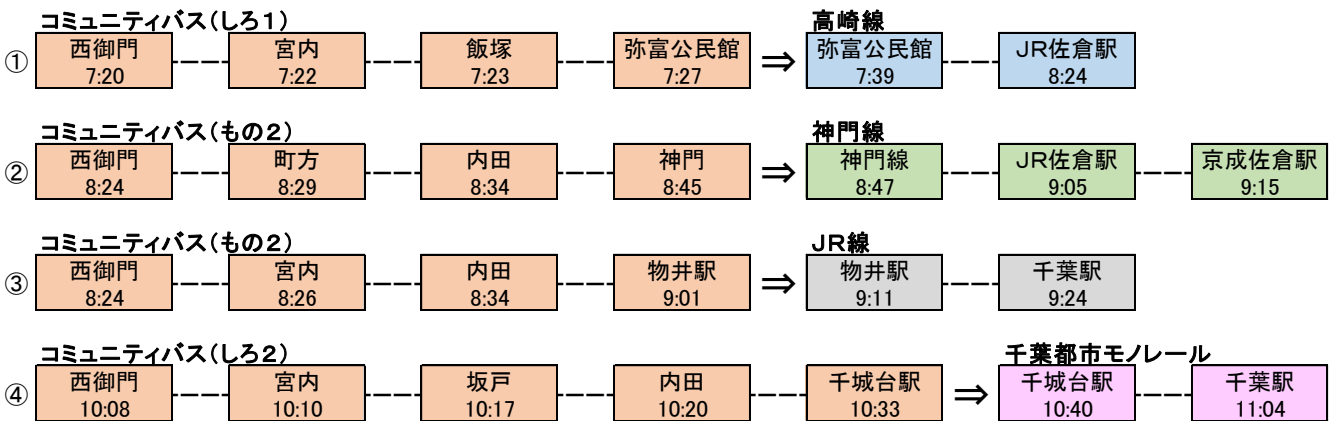 コミュニティバス（しろ１） 高崎線
① 西御門 宮内 飯塚 弥富公民館 ⇒ 弥富公民館 ＪＲ佐倉駅
7:20 7:22 7:23 7:27 7:39 8:24
コミュニティバス（もの２） 神門線
② 西御門 町方 内田 神門 ⇒ 神門線 ＪＲ佐倉駅 京成佐倉駅
8:24 8:29 8:34 8:45 8:47 9:05 9:15
コミュニティバス（もの２） ＪＲ線
③ 西御門 宮内 内田 物井駅 ⇒ 物井駅 千葉駅
8:24 8:26 8:34 9:01 9:11 9:24
コミュニティバス（しろ２） 千葉都市モノレール
④ 西御門 宮内 坂戸 内田 千城台駅 ⇒ 千城台駅 千葉駅
10:08 10:10 10:17 10:20 10:33 10:40 11:04